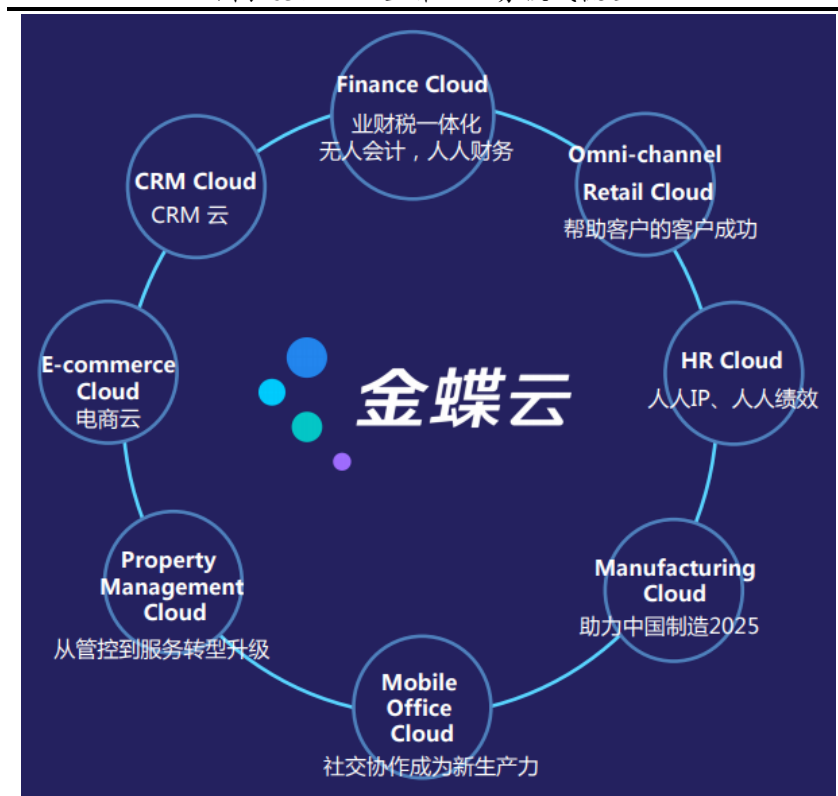 Finance Cloud
业财税一体化
无人会计，人人财务
Omni-channel
Retail Cloud
帮助客户的客户成功
HR Cloud
人人IP、人人绩效
Manufacturing
Cloud
助力中国制造2025
Mobile
Office
Cloud
社交协作成为新生产力
Property
Management
Cloud
从管控到服务转型升级
E-commerce
Cloud
电商云
CRM Cloud
CRM 云
金蝶云